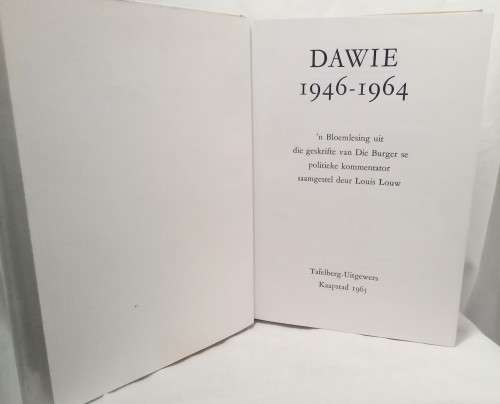 DAWIE
1946-1964
'n Bloemlesing uit
die geskrifte van Die Burger se
politieke kommentator
saamgestel deur Louis Louw
Tafelberg-Uitgewers
Kaapstad 1965